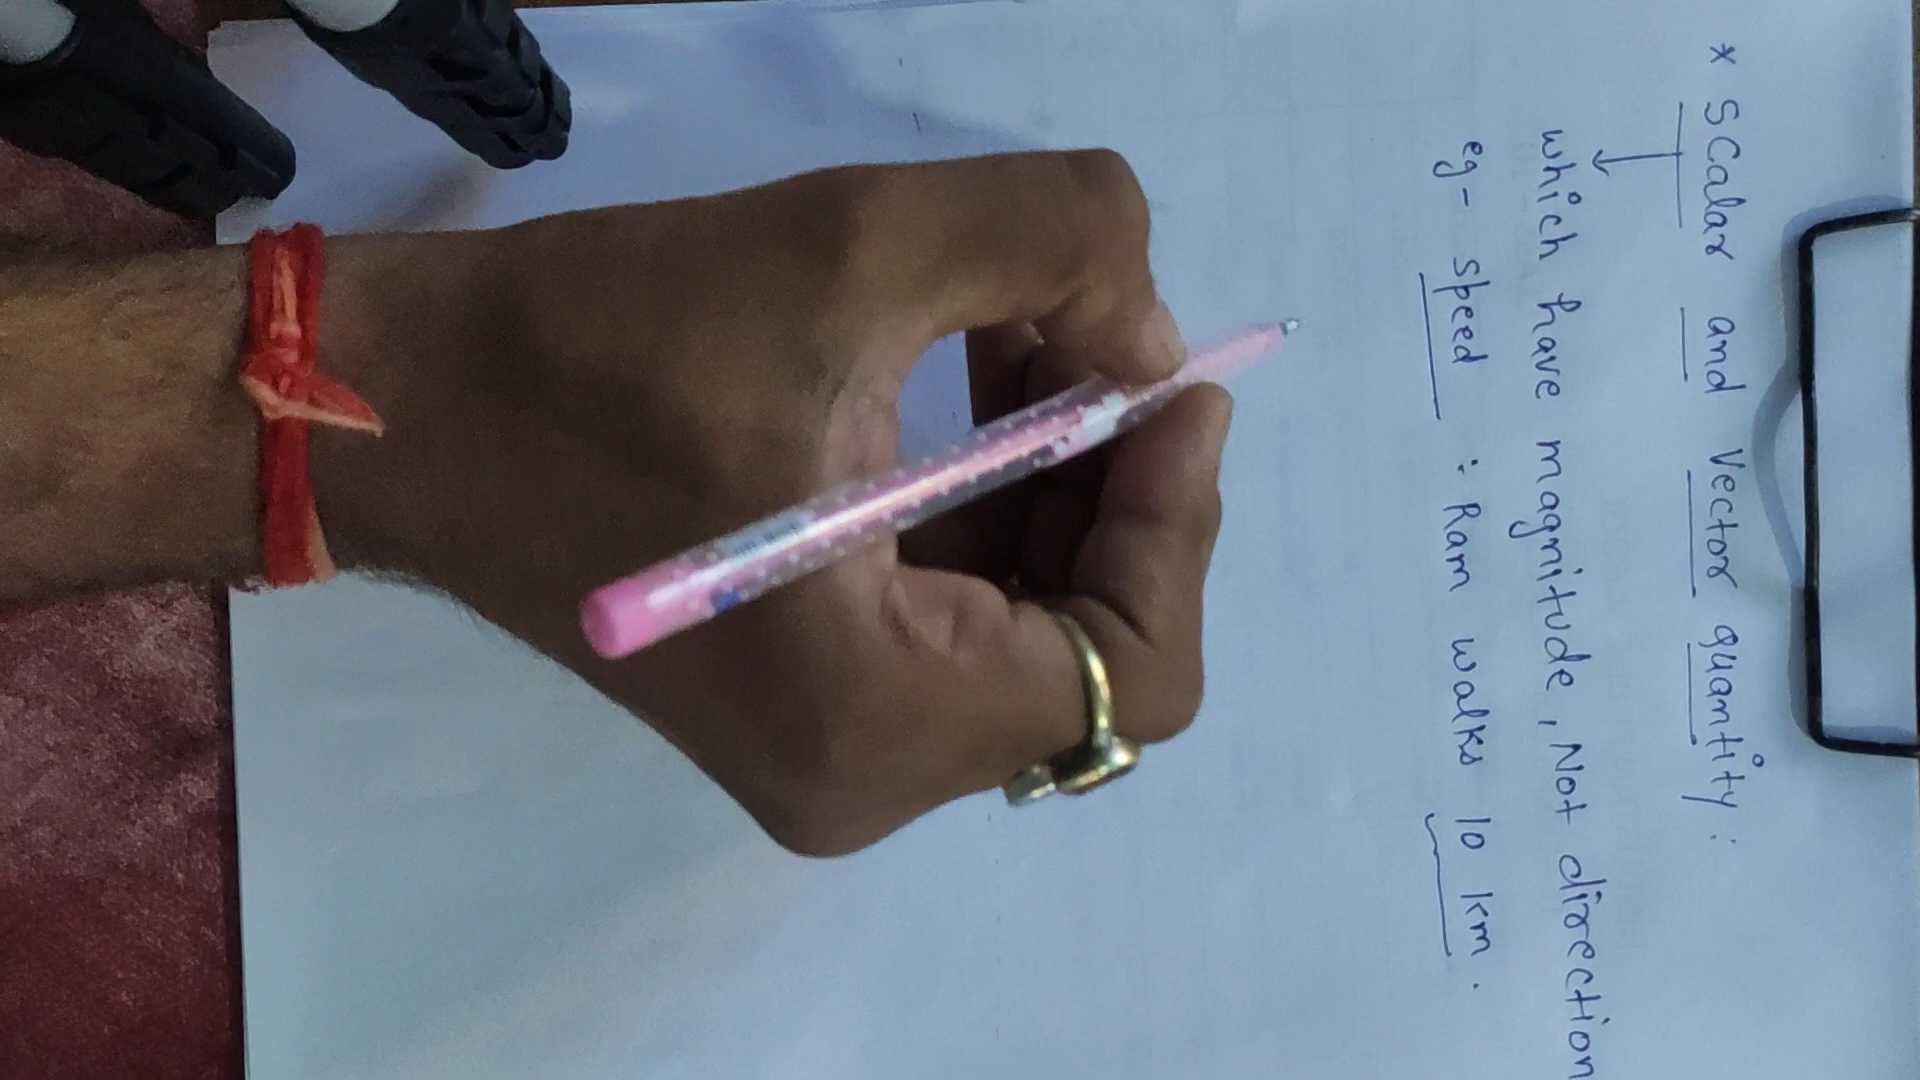 * Scalar and Vector quantity :
which have magnitude, Not direction
eg- speed : Ram walks 10 km.